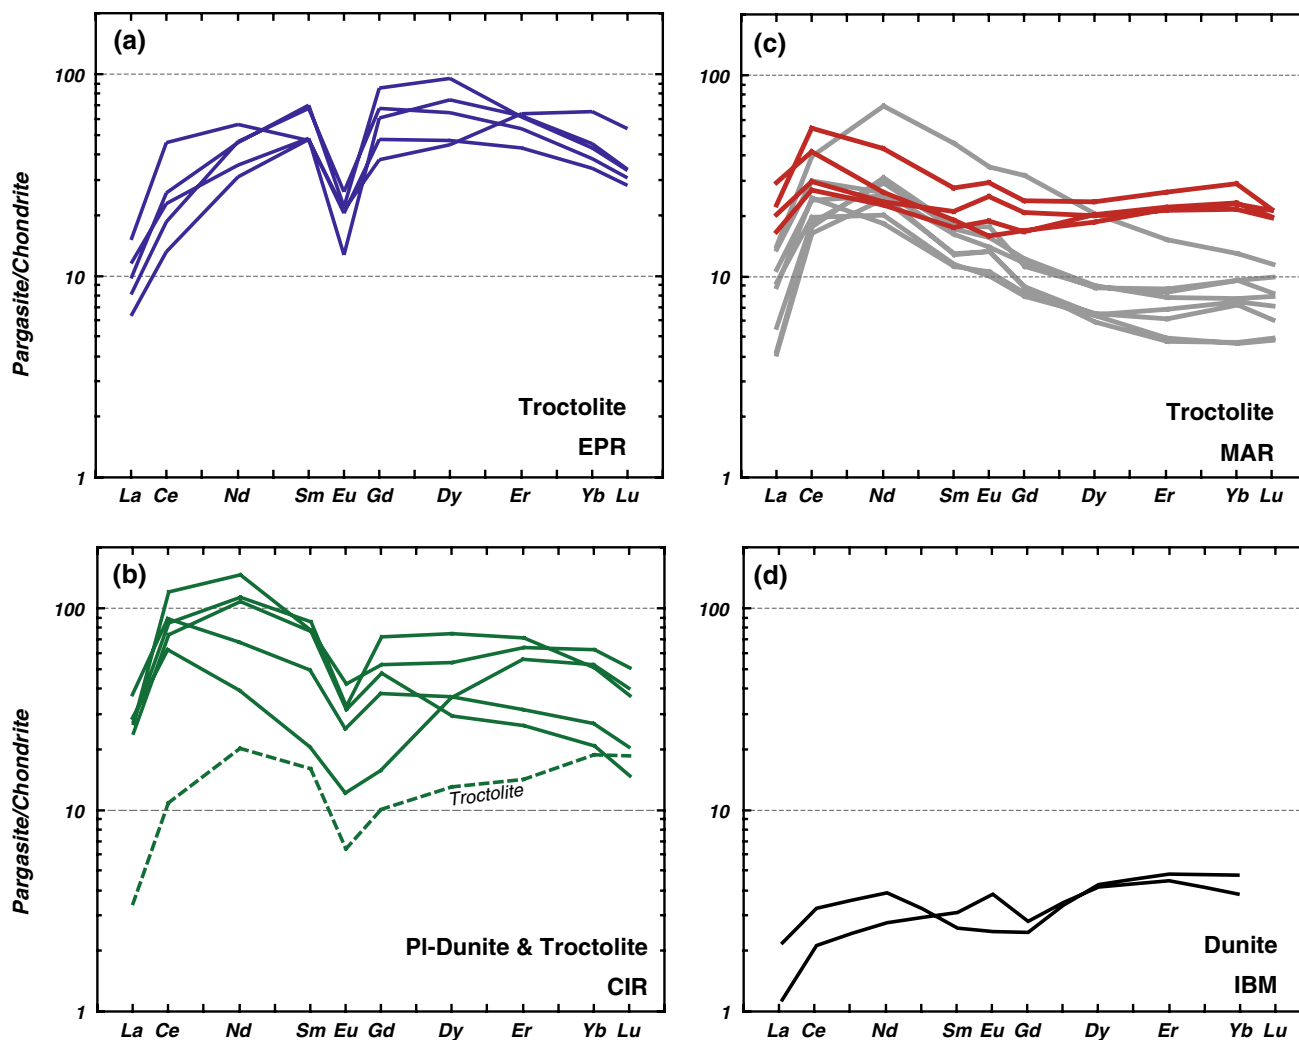 (a)
100
10
1
Pargasite/Chondrite
Troctolite
EPR
La Ce Nd Sm Eu Gd Dy Er Yb Lu
(c)
100
10
1
Troctolite
MAR
La Ce Nd Sm Eu Gd Dy Er Yb Lu
(b)
100
10
1
Pargasite/Chondrite
Troctolite
Pl-Dunite & Troctolite
CIR
La Ce Nd Sm Eu Gd Dy Er Yb Lu
(d)
100
10
1
Dunite
IBM
La Ce Nd Sm Eu Gd Dy Er Yb Lu